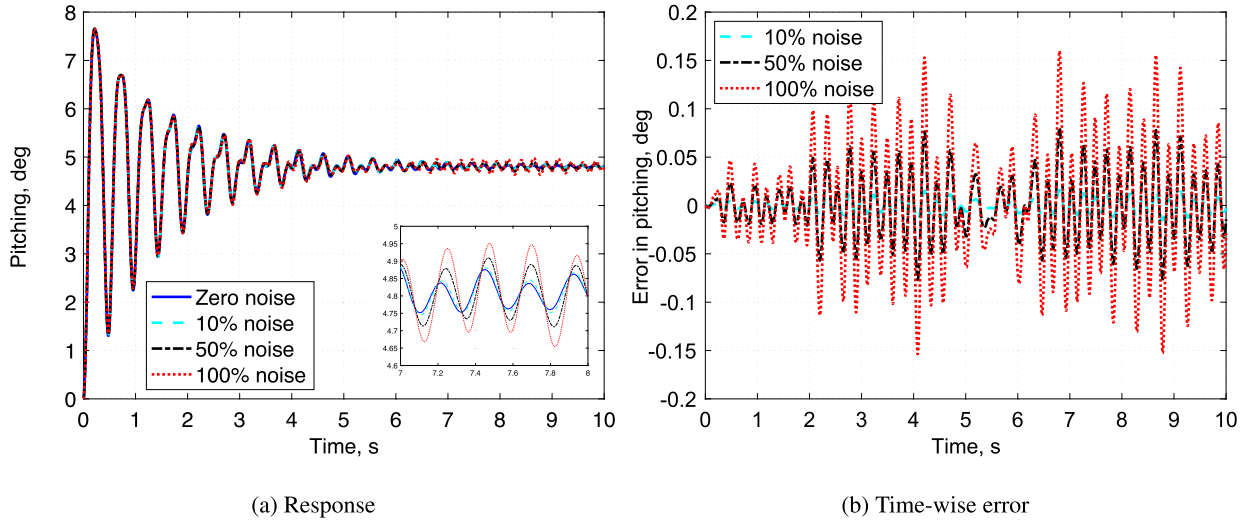 8
7
6
5
4
3
2
1
0
Pitching, deg
Zero noise
10% noise
50% noise
100% noise
5
4.95
4.9
4.85
4.8
4.75
4.7
4.65
4.6
7 7.2 7.4 7.6 7.8 8
0 1 2 3 4 5 6 7 8 9 10
Time, s
(a) Response
0.2
0.15
0.1
0.05
0
-0.05
-0.1
-0.15
-0.2
Error in pitching, deg
10% noise
50% noise
100% noise
0 1 2 3 4 5 6 7 8 9 10
Time, s
(b) Time-wise error